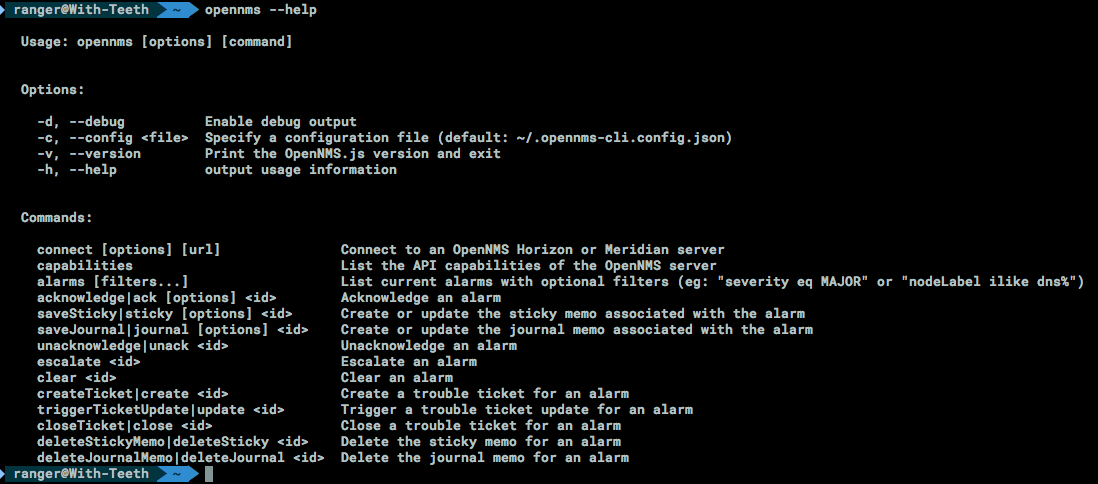 ranger@With-Teeth ~ opennms --help
Usage: opennms [options] [command]
Options:
-d, --debug Enable debug output
-c, --config <file> Specify a configuration file (default: ~/.opennms-cli.config.json)
-v, --version Print the OpenNMS.js version and exit
-h, --help output usage information
Commands:
connect [options] [url] Connect to an OpenNMS Horizon or Meridian server
capabilities List the API capabilities of the OpenNMS server
alarms [filters...] List current alarms with optional filters (eg: "severity eq MAJOR" or "nodeLabel ilike dns%")
acknowledge|ack [options] <id> Acknowledge an alarm
saveSticky|sticky [options] <id> Create or update the sticky memo associated with the alarm
saveJournal|journal [options] <id> Create or update the journal memo associated with the alarm
unacknowledge|unack <id> Unacknowledge an alarm
escalate <id> Escalate an alarm
clear <id> Clear an alarm
createTicket|create <id> Create a trouble ticket for an alarm
triggerTicketUpdate|update <id> Trigger a trouble ticket update for an alarm
closeTicket|close <id> Close a trouble ticket for an alarm
deleteStickyMemo|deleteSticky <id> Delete the sticky memo for an alarm
deleteJournalMemo|deleteJournal <id> Delete the journal memo for an alarm
ranger@With-Teeth ~